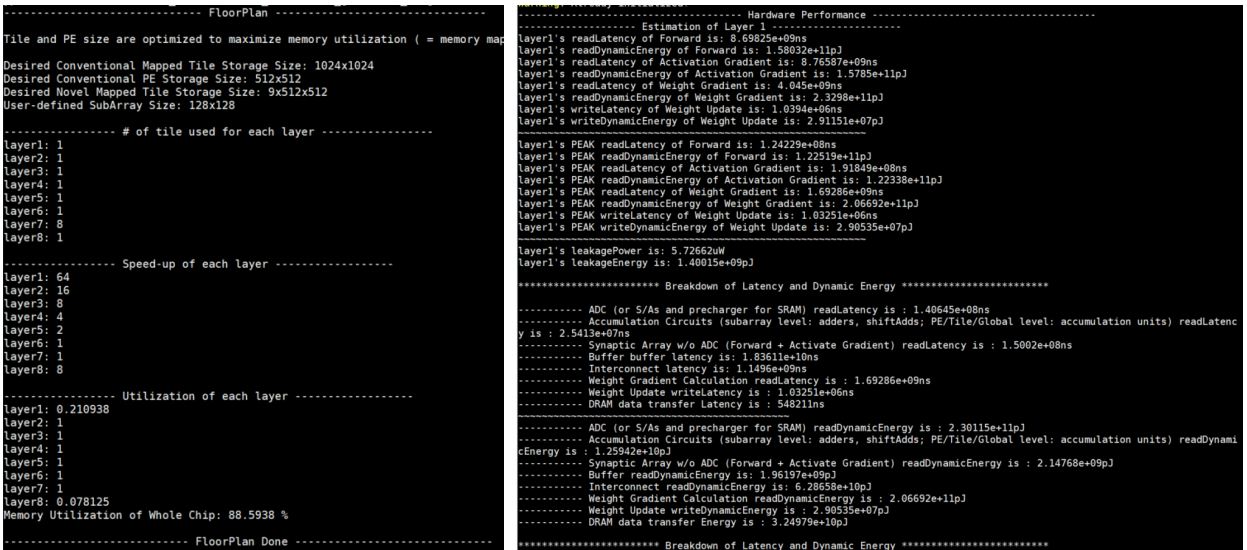 ---------------------------- FloorPlan --------------------------------
Tile and PE size are optimized to maximize memory utilization ( = memory map
Desired Conventional Mapped Tile Storage Size: 1024x1024
Desired Conventional PE Storage Size: 512x512
Desired Novel Mapped Tile Storage Size: 9x512x512
User-defined SubArray Size: 128x128
----------------- # of tile used for each layer -----------------
layer1: 1
layer2: 1
layer3: 1
layer4: 1
layer5: 1
layer6: 1
layer7: 8
layer8: 1
----------------- Speed-up of each layer ------------------
layer1: 64
layer2: 16
layer3: 8
layer4: 4
layer5: 2
layer6: 1
layer7: 1
layer8: 8
----------------- Utilization of each layer ------------------
layer1: 0.210938
layer2: 1
layer3: 1
layer4: 1
layer5: 1
layer6: 1
layer7: 1
layer8: 0.078125
Memory Utilization of Whole Chip: 88.5938 %
---------------------------- FloorPlan Done ------------------------------
-------------------------------------- Hardware Performance --------------------------------------
-------------------- Estimation of Layer 1 ----------------------
layer1's readLatency of Forward is: 8.69825e+09ns
layer1's readDynamicEnergy of Forward is: 1.58032e+11pJ
layer1's readLatency of Activation Gradient is: 8.76587e+09ns
layer1's readDynamicEnergy of Activation Gradient is: 1.5785e+11pJ
layer1's readLatency of Weight Gradient is: 4.045e+09ns
layer1's readDynamicEnergy of Weight Gradient is: 2.3298e+11pJ
layer1's writeLatency of Weight Update is: 1.0394e+06ns
layer1's writeDynamicEnergy of Weight Update is: 2.91151e+07pJ
~~~~~~~~~~~~~~~~~~~~~~~~~~~~~~~~~~~~~~~~~~~~~~~~~~~~~~~~~~~
layer1's PEAK readLatency of Forward is: 1.24229e+08ns
layer1's PEAK readDynamicEnergy of Forward is: 1.22519e+11pJ
layer1's PEAK readLatency of Activation Gradient is: 1.91849e+08ns
layer1's PEAK readDynamicEnergy of Activation Gradient is: 1.22338e+11pJ
layer1's PEAK readLatency of Weight Gradient is: 1.69286e+09ns
layer1's PEAK readDynamicEnergy of Weight Gradient is: 2.06692e+11pJ
layer1's PEAK writeLatency of Weight Update is: 1.03251e+06ns
layer1's PEAK writeDynamicEnergy of Weight Update is: 2.90535e+07pJ
~~~~~~~~~~~~~~~~~~~~~~~~~~~~~~~~~~~~~~~~~~~~~~~~~~~~~~~~~~~
layer1's leakagePower is: 5.72662uW
layer1's leakageEnergy is: 1.40015e+09pJ
************************ Breakdown of Latency and Dynamic Energy *************************
----------- ADC (or S/As and precharger for SRAM) readLatency is : 1.40645e+08ns
----------- Accumulation Circuits (subarray level: adders, shiftAdds; PE/Tile/Global level: accumulation units) readLatenc
y is : 2.5413e+07ns
----------- Synaptic Array w/o ADC (Forward + Activate Gradient) readLatency is : 1.5002e+08ns
----------- Buffer buffer latency is: 1.83611e+10ns
----------- Interconnect latency is: 1.1496e+09ns
----------- Weight Gradient Calculation readLatency is : 1.69286e+09ns
----------- Weight Update writeLatency is : 1.03251e+06ns
----------- DRAM data transfer Latency is : 548211ns
~~~~~~~~~~~~~~~~~~~~~~~~~~~~~~~~~~~~~~~~~~~~~~
----------- ADC (or S/As and precharger for SRAM) readDynamicEnergy is : 2.30115e+11pJ
----------- Accumulation Circuits (subarray level: adders, shiftAdds; PE/Tile/Global level: accumulation units) readDynami
cEnergy is : 1.25942e+10pJ
----------- Synaptic Array w/o ADC (Forward + Activate Gradient) readDynamicEnergy is : 2.14768e+09pJ
----------- Buffer readDynamicEnergy is: 1.96197e+09pJ
----------- Interconnect readDynamicEnergy is: 6.28658e+10pJ
----------- Weight Gradient Calculation readDynamicEnergy is : 2.06692e+11pJ
----------- Weight Update writeDynamicEnergy is : 2.90535e+07pJ
----------- DRAM data transfer Energy is : 3.24979e+10pJ
************************ Breakdown of Latency and Dynamic Energy *************************